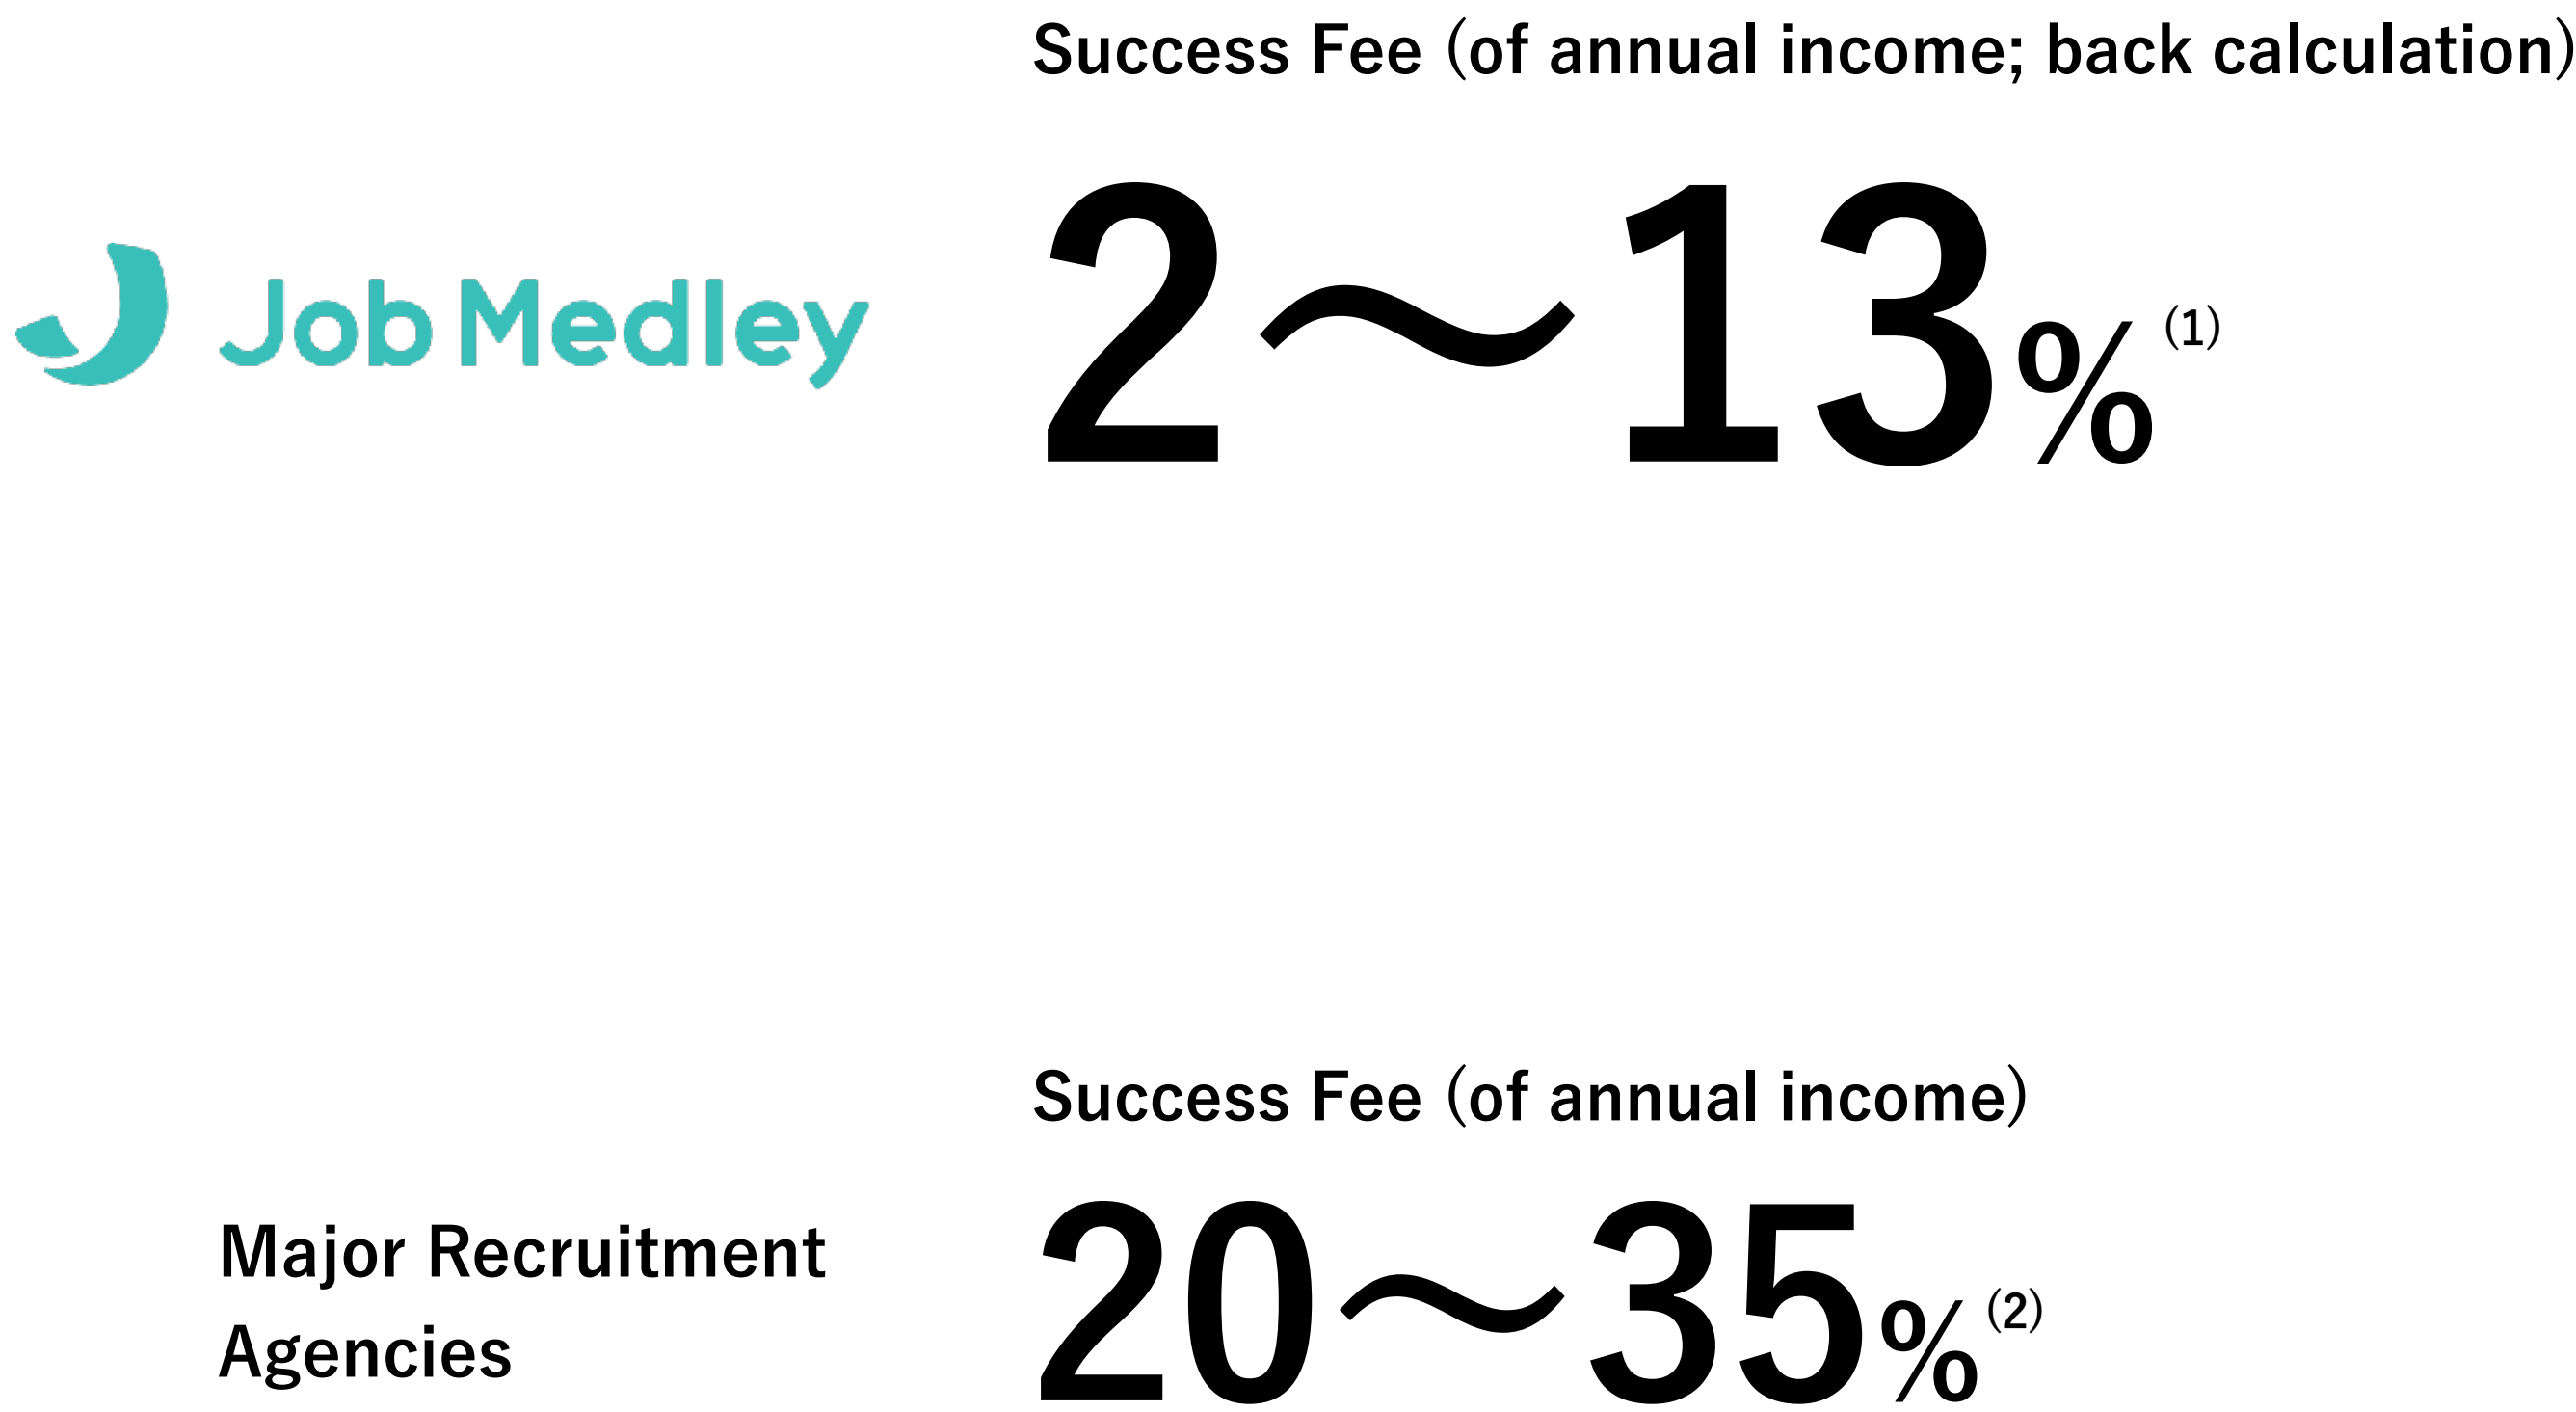 Success Fee (of annual income; back calculation)
Job Medley
2～13%(1)
Success Fee (of annual income)
Major Recruitment
Agencies
20～35%(2)